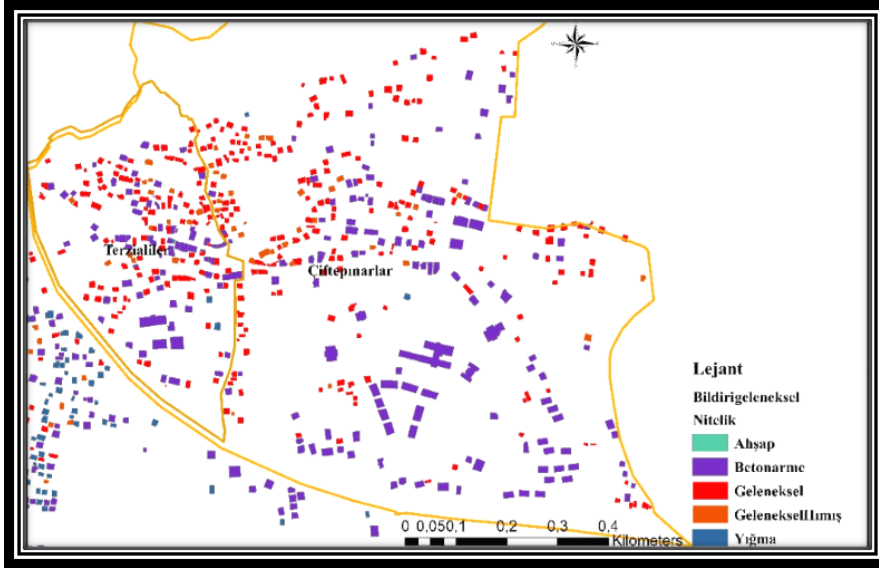 Terzialiler
Çiftepınarlar
Lejant
Bildirigeleneksel
Nitelik
Ahşap
Betonarme
Geleneksel
GelenekselHımış
Yığma
0 0,050,1 0,2 0,3 0,4
Kilometers